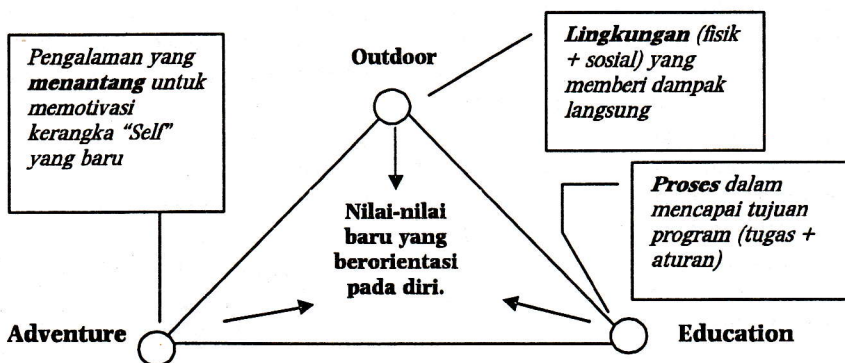 Pengalaman yang
menantang untuk
memotivasi
kerangka "Self"
yang baru
Outdoor
Lingkungan (fisik
+ sosial) yang
memberi dampak
langsung
Proses dalam
mencapai tujuan
program (tugas +
aturan)
Nilai-nilai
baru yang
berorientasi
pada diri.
Adventure
Education